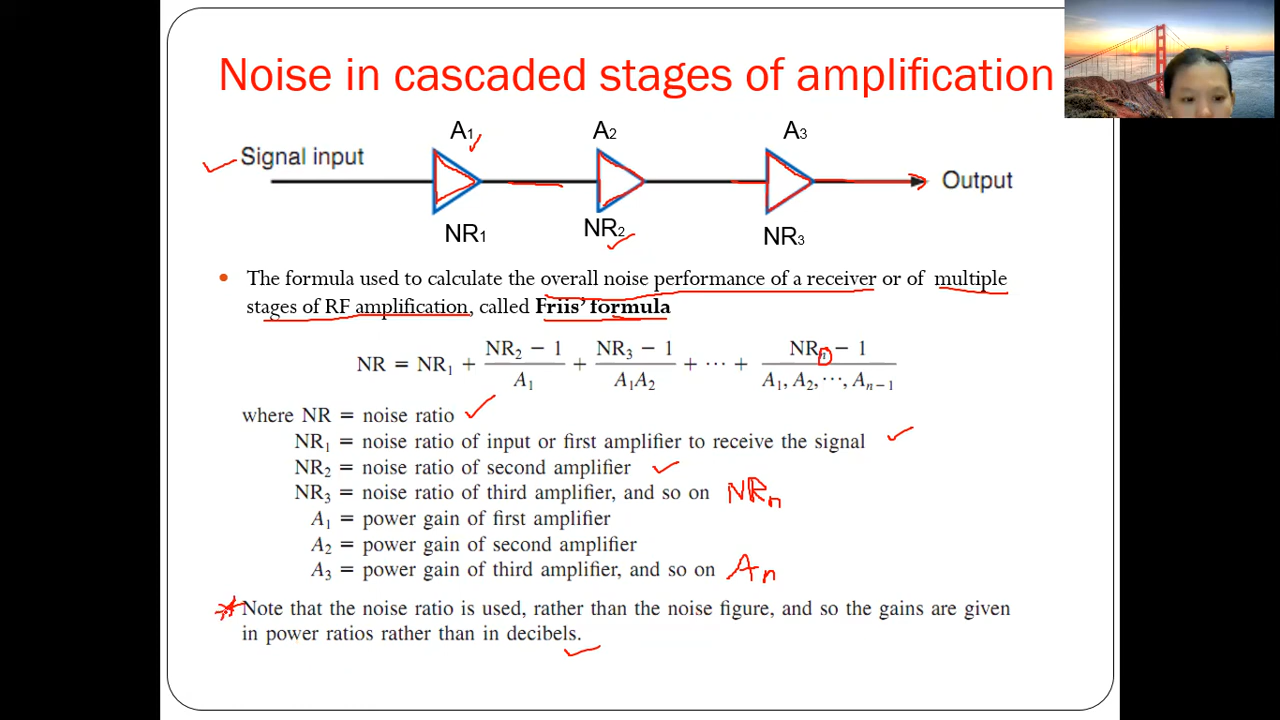 Noise in cascaded stages of amplification
A1 A2 A3
Signal input Output
NR1 NR2 NR3
• The formula used to calculate the overall noise performance of a receiver or of multiple
stages of RF amplification, called Friis' formula
NR = NR₁ + (NR₂ − 1)/A₁ + (NR₃ − 1)/(A₁A₂) + ··· + (NRₙ − 1)/(A₁, A₂, ···, Aₙ₋₁)
where NR = noise ratio
NR₁ = noise ratio of input or first amplifier to receive the signal
NR₂ = noise ratio of second amplifier
NR₃ = noise ratio of third amplifier, and so on NRn
A₁ = power gain of first amplifier
A₂ = power gain of second amplifier
A₃ = power gain of third amplifier, and so on An
Note that the noise ratio is used, rather than the noise figure, and so the gains are given
in power ratios rather than in decibels.